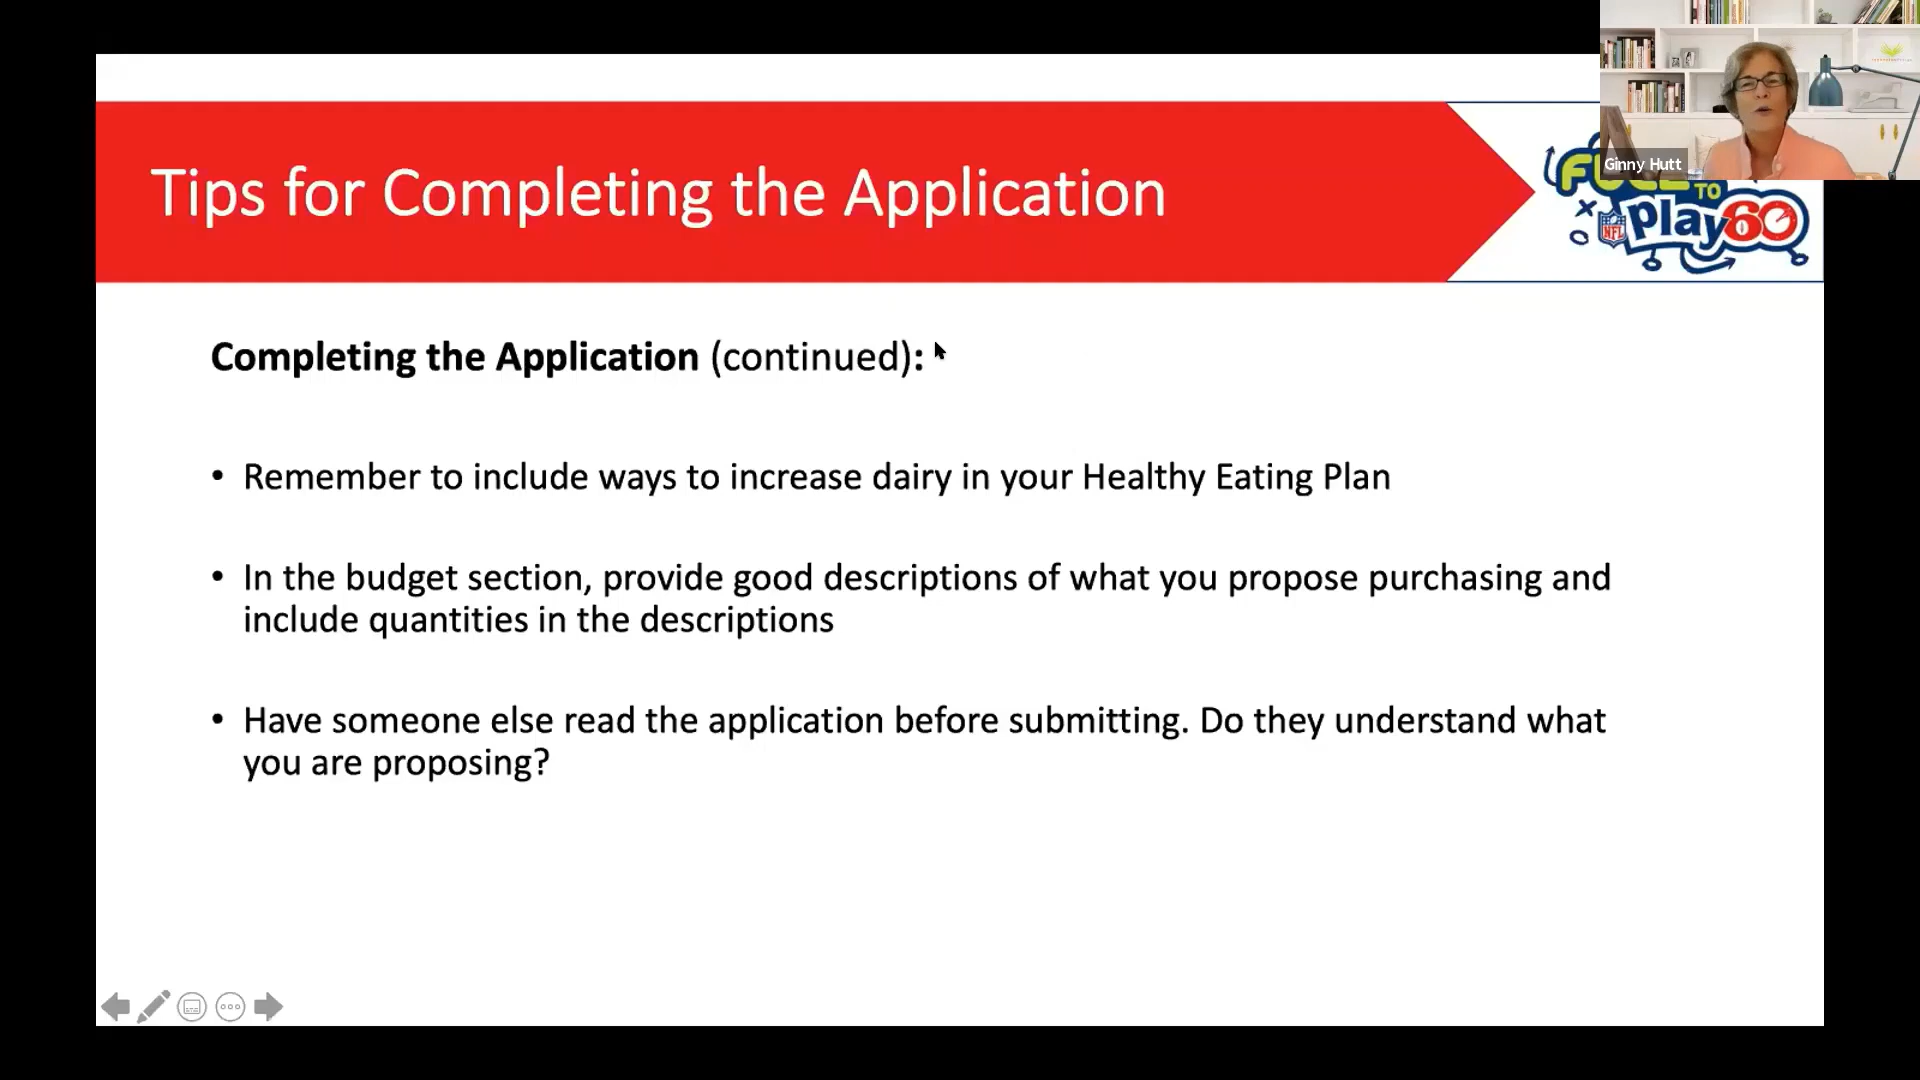 Tips for Completing the Application
Ginny Hutt
FUEL TO
NFL play 60
Completing the Application (continued):
• Remember to include ways to increase dairy in your Healthy Eating Plan
• In the budget section, provide good descriptions of what you propose purchasing and
include quantities in the descriptions
• Have someone else read the application before submitting. Do they understand what
you are proposing?